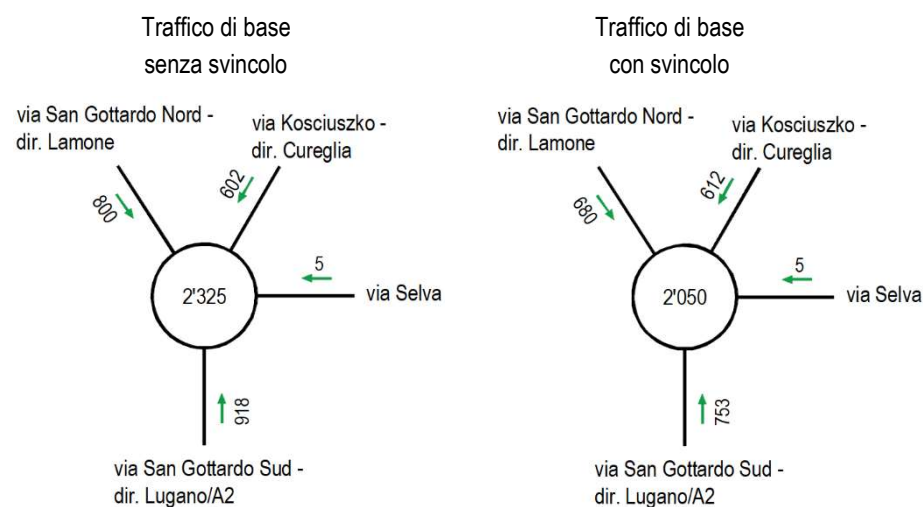 Traffico di base
senza svincolo
via San Gottardo Nord -
dir. Lamone
via Kosciuszko -
dir. Cureglia
800
602
5
2'325
via Selva
918
via San Gottardo Sud -
dir. Lugano/A2
Traffico di base
con svincolo
via San Gottardo Nord -
dir. Lamone
via Kosciuszko -
dir. Cureglia
680
612
5
2'050
via Selva
753
via San Gottardo Sud -
dir. Lugano/A2